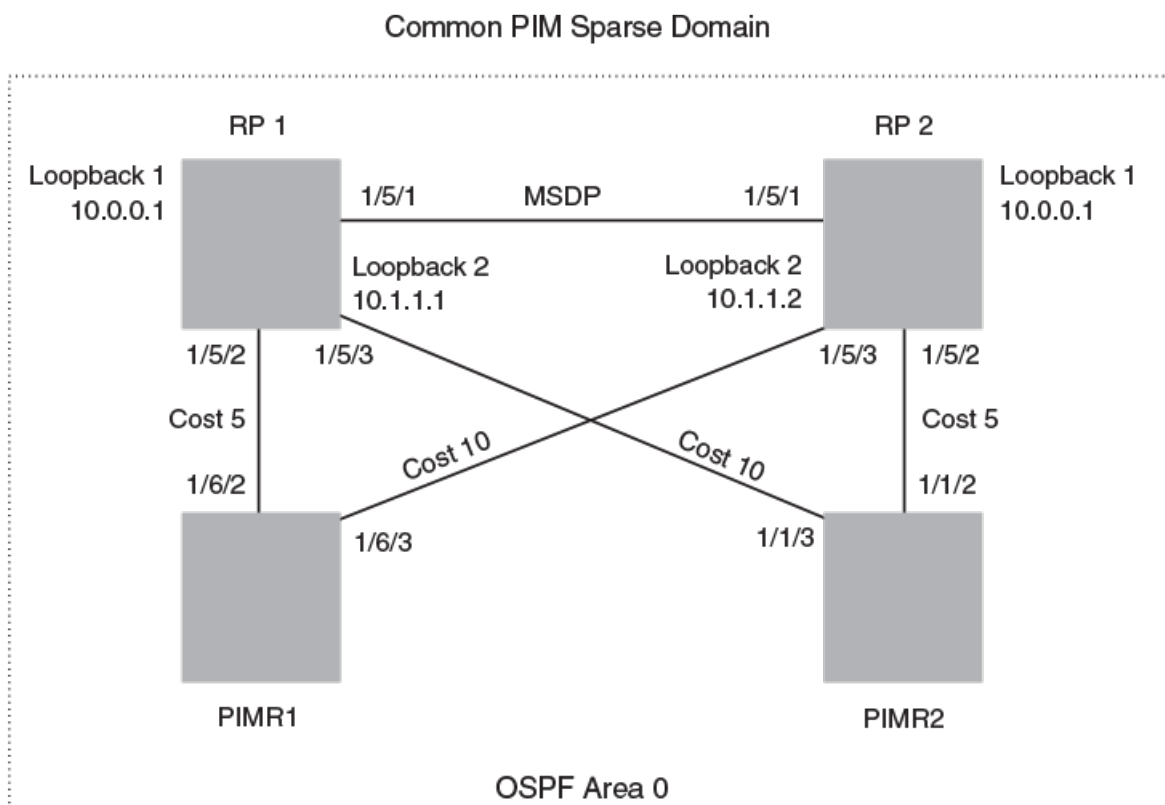 Common PIM Sparse Domain
RP 1
RP 2
Loopback 1
10.0.0.1
1/5/1
MSDP
1/5/1
Loopback 1
10.0.0.1
Loopback 2
10.1.1.1
Loopback 2
10.1.1.2
1/5/2
1/5/3
1/5/3
1/5/2
Cost 5
Cost 10
Cost 10
Cost 5
1/6/2
1/6/3
1/1/3
1/1/2
PIMR1
PIMR2
OSPF Area 0